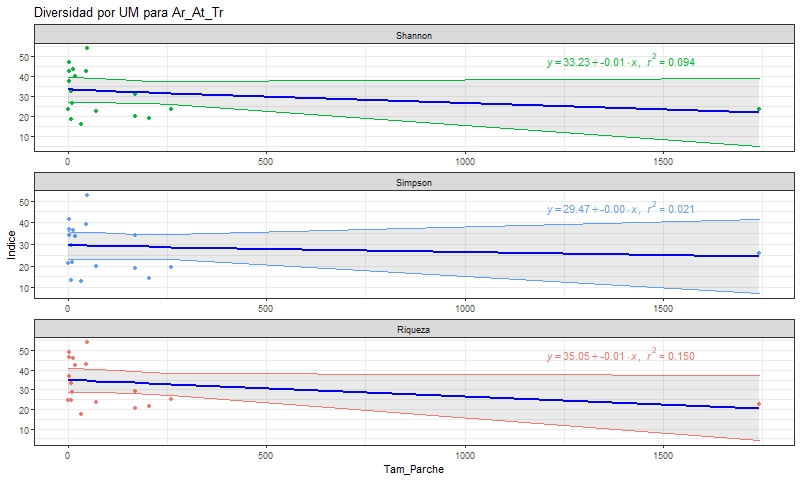 Diversidad por UM para Ar_At_Tr
Shannon
y = 33.23 + -0.01 · x, r² = 0.094
50
40
30
20
10
0 500 1000 1500
Simpson
y = 29.47 + -0.00 · x, r² = 0.021
50
40
30
20
10
0 500 1000 1500
Riqueza
y = 35.05 + -0.01 · x, r² = 0.150
50
40
30
20
10
0 500 1000 1500
Indice
Tam_Parche